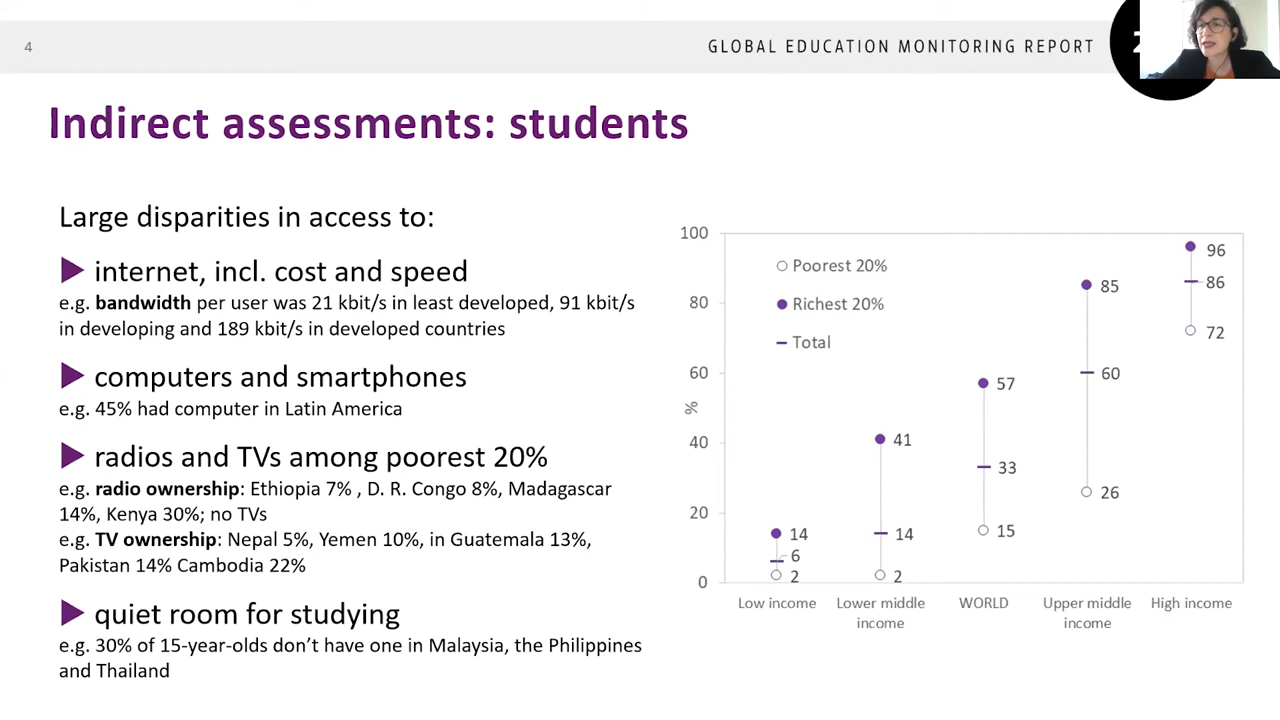 4
GLOBAL EDUCATION MONITORING REPORT
2
Indirect assessments: students
Large disparities in access to:
internet, incl. cost and speed
e.g. bandwidth per user was 21 kbit/s in least developed, 91 kbit/s
in developing and 189 kbit/s in developed countries
computers and smartphones
e.g. 45% had computer in Latin America
radios and TVs among poorest 20%
e.g. radio ownership: Ethiopia 7% , D. R. Congo 8%, Madagascar
14%, Kenya 30%; no TVs
e.g. TV ownership: Nepal 5%, Yemen 10%, in Guatemala 13%,
Pakistan 14% Cambodia 22%
quiet room for studying
e.g. 30% of 15-year-olds don't have one in Malaysia, the Philippines
and Thailand
100
80
60
40
20
0
%
Poorest 20%
Richest 20%
Total
14
6
2
41
14
2
57
33
15
85
60
26
96
86
72
Low income
Lower middle
income
WORLD
Upper middle
income
High income